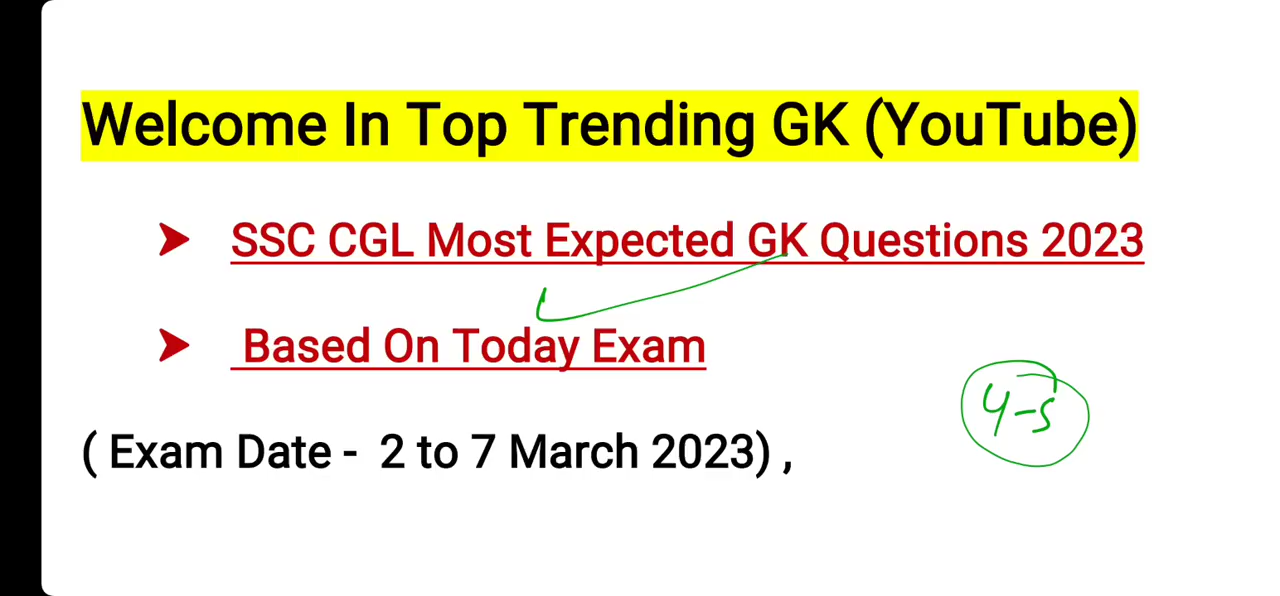 Welcome In Top Trending GK (YouTube)
➤ SSC CGL Most Expected GK Questions 2023
➤ Based On Today Exam
4-5
( Exam Date - 2 to 7 March 2023) ,